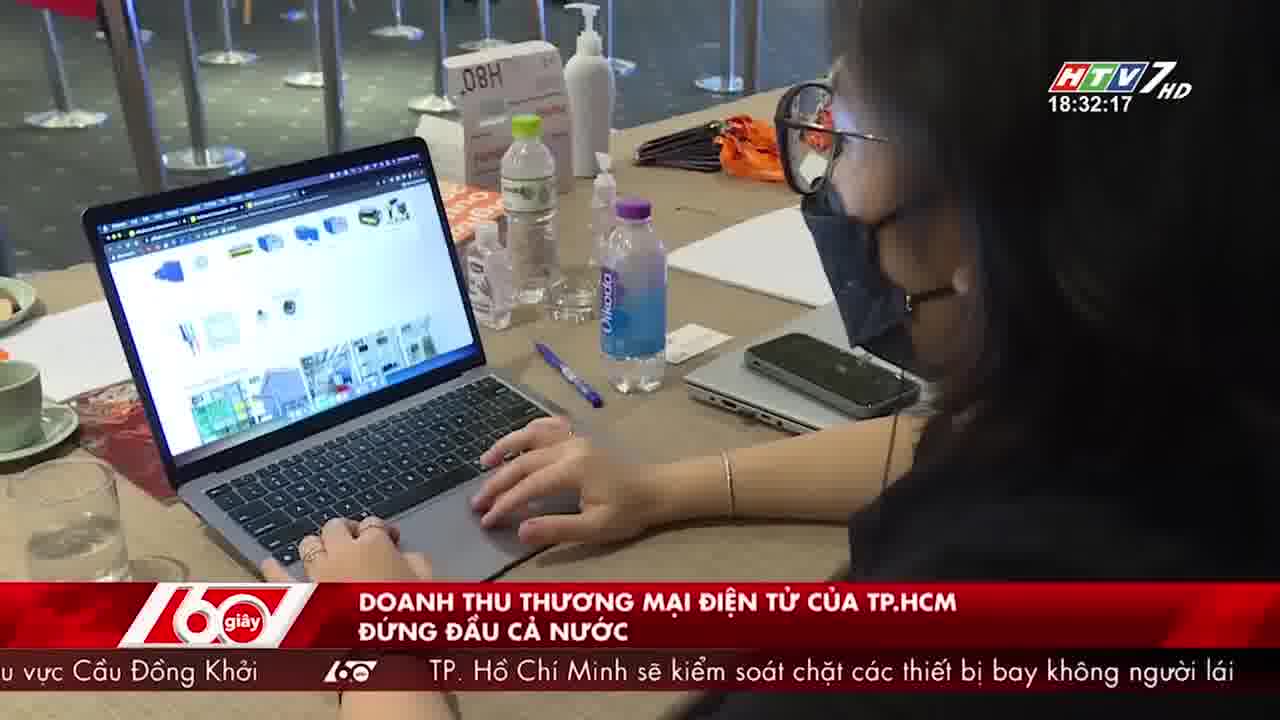 HTV7 HD
18:32:17
Vikoda
60 giây
DOANH THU THƯƠNG MẠI ĐIỆN TỬ CỦA TP.HCM
ĐỨNG ĐẦU CẢ NƯỚC
u vực Cầu Đồng Khởi
60
TP. Hồ Chí Minh sẽ kiểm soát chặt các thiết bị bay không người lái